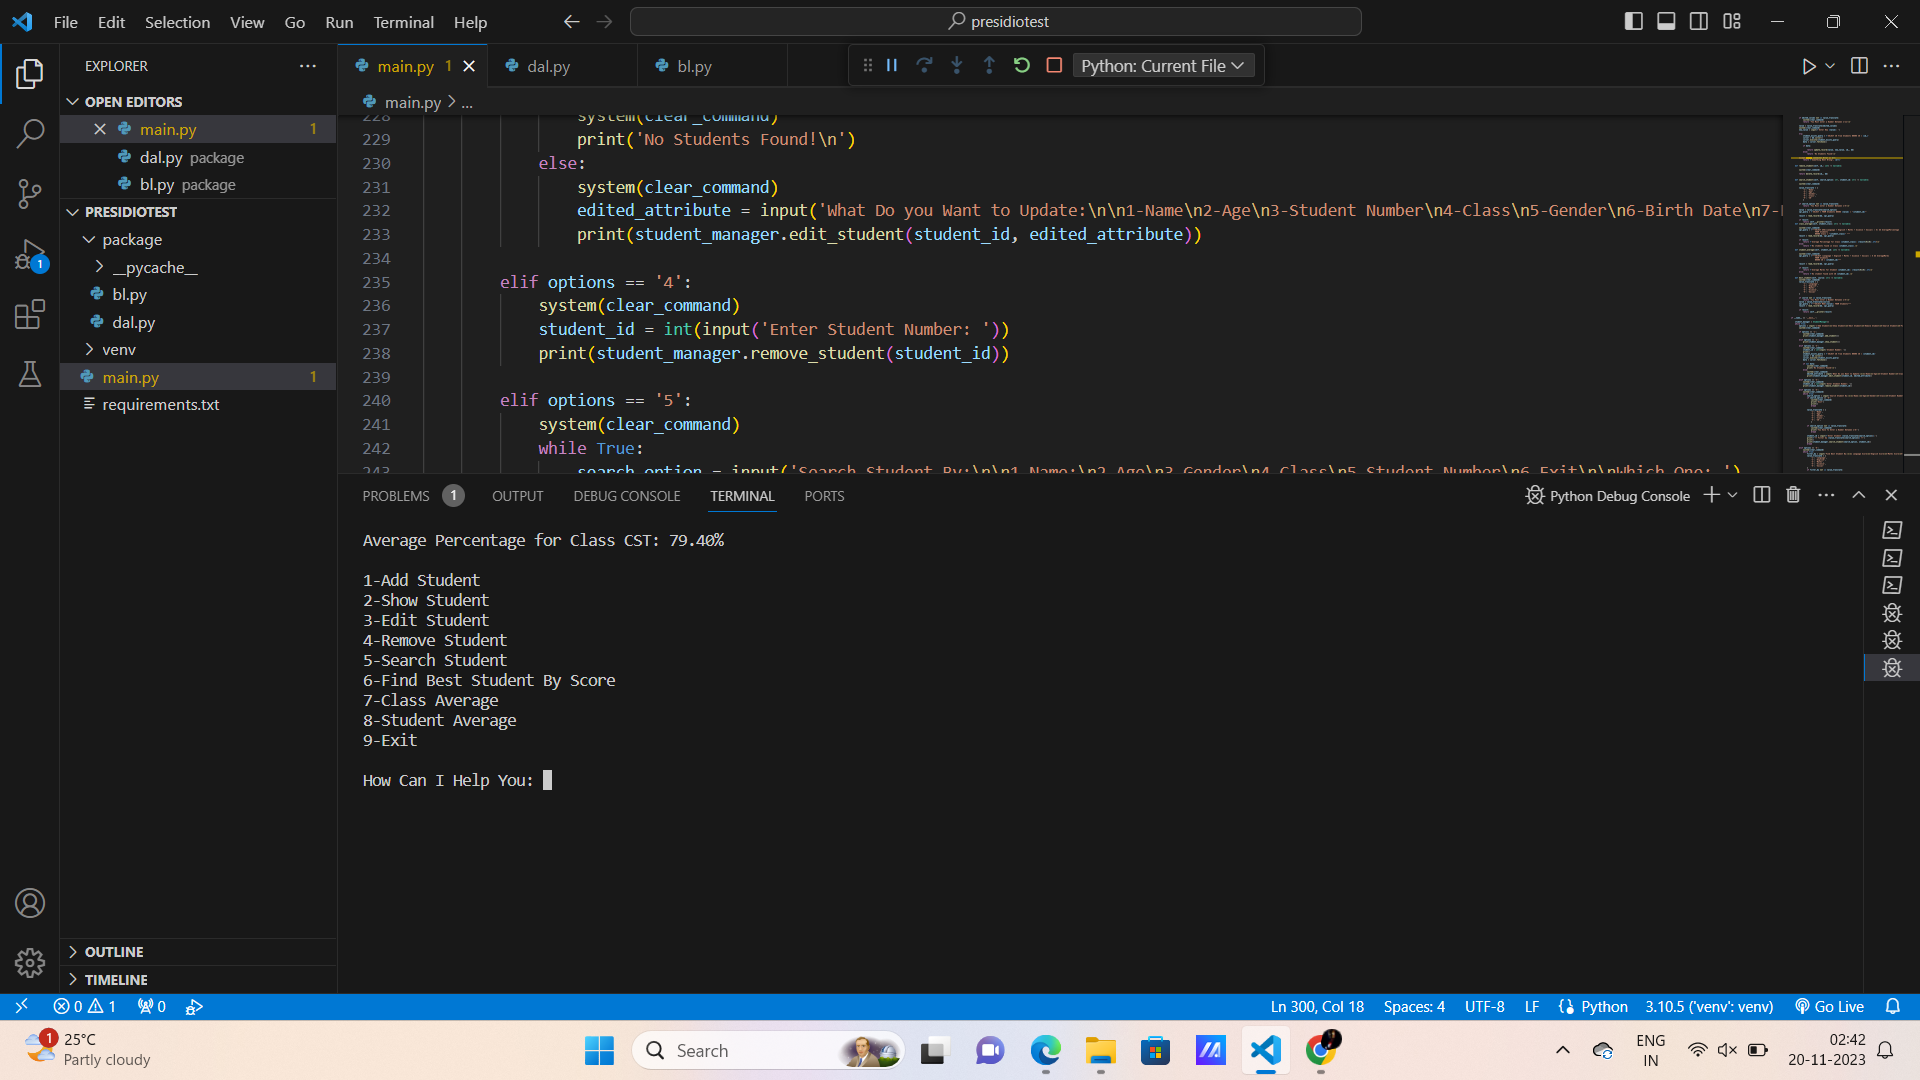 File Edit Selection View Go Run Terminal Help
presidiotest
EXPLORER
main.py 1
dal.py
bl.py
Python: Current File
OPEN EDITORS
main.py 1
dal.py package
bl.py package
PRESIDIOTEST
package
__pycache__
bl.py
dal.py
venv
main.py 1
requirements.txt
OUTLINE
TIMELINE
main.py > ...
228 system(clear_command)
229 print('No Students Found!\n')
230 else:
231 system(clear_command)
232 edited_attribute = input('What Do you Want to Update:\n\n1-Name\n2-Age\n3-Student Number\n4-Class\n5-Gender\n6-Birth Date\n7-
233 print(student_manager.edit_student(student_id, edited_attribute))
234
235 elif options == '4':
236 system(clear_command)
237 student_id = int(input('Enter Student Number: '))
238 print(student_manager.remove_student(student_id))
239
240 elif options == '5':
241 system(clear_command)
242 while True:
243 search_option = input('Search Student By:\n\n1-Name:\n2-Age\n3-Gender\n4-Class\n5-Student Number\n6-Exit\n\nWhich One: ')
PROBLEMS 1 OUTPUT DEBUG CONSOLE TERMINAL PORTS
Python Debug Console
Average Percentage for Class CST: 79.40%
1-Add Student
2-Show Student
3-Edit Student
4-Remove Student
5-Search Student
6-Find Best Student By Score
7-Class Average
8-Student Average
9-Exit
How Can I Help You:
0 1 0
Ln 300, Col 18 Spaces: 4 UTF-8 LF Python 3.10.5 ('venv': venv) Go Live
1
25°C
Partly cloudy
Search
ENG
IN
02:42
20-11-2023